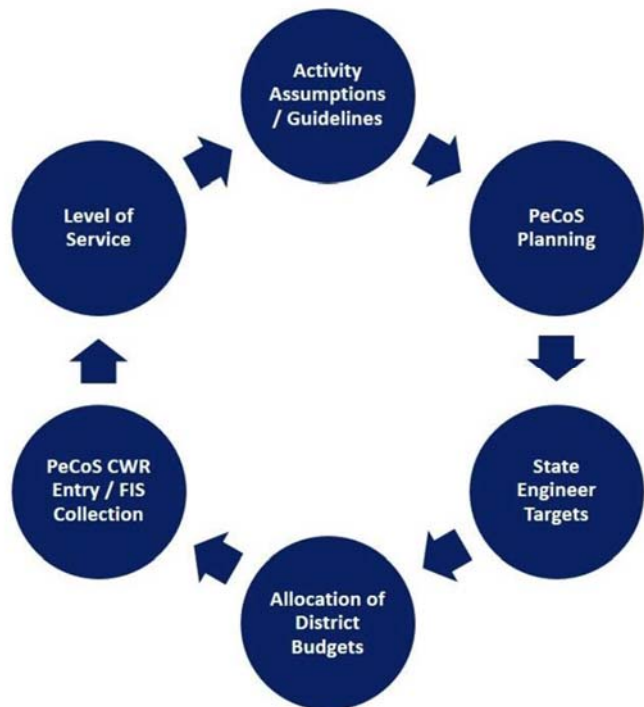 Activity
Assumptions
/ Guidelines
PeCoS
Planning
State
Engineer
Targets
Allocation of
District
Budgets
PeCoS CWR
Entry / FIS
Collection
Level of
Service